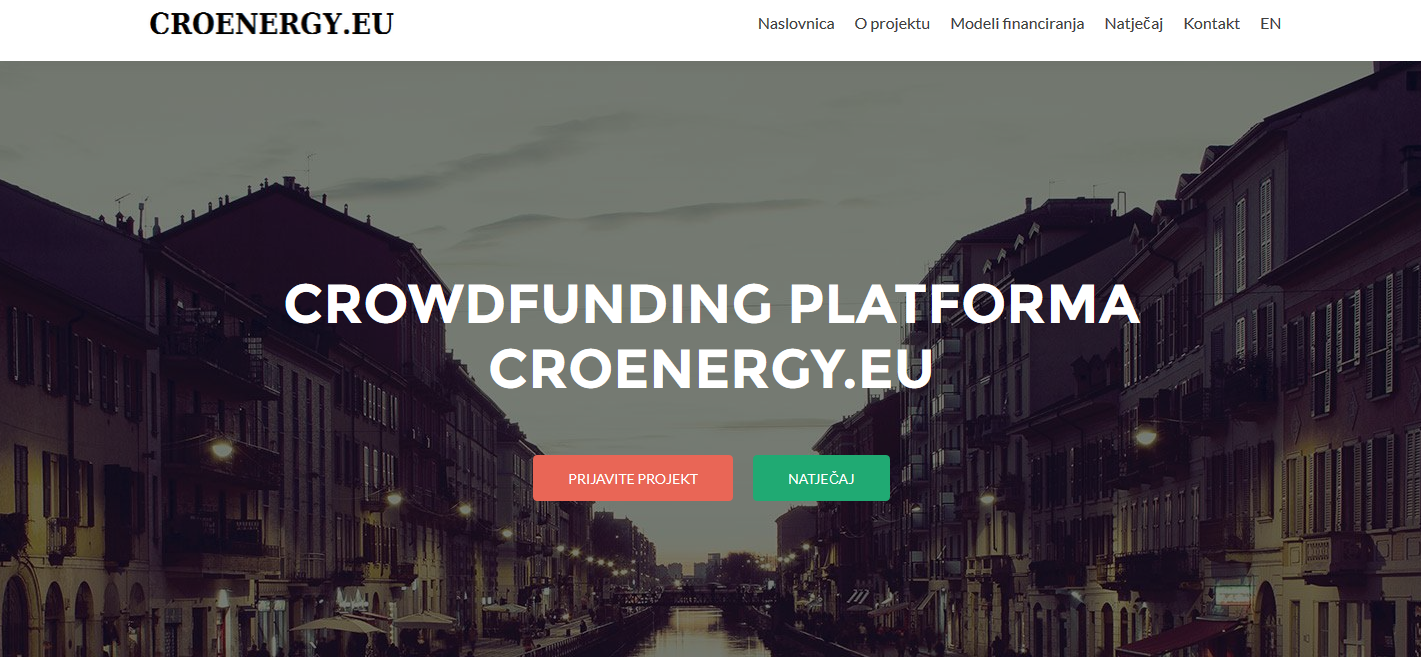 CROENERGY.EU
Naslovnica O projektu Modeli financiranja Natječaj Kontakt EN
CROWDFUNDING PLATFORMA
CROENERGY.EU
PRIJAVITE PROJEKT NATJEČAJ